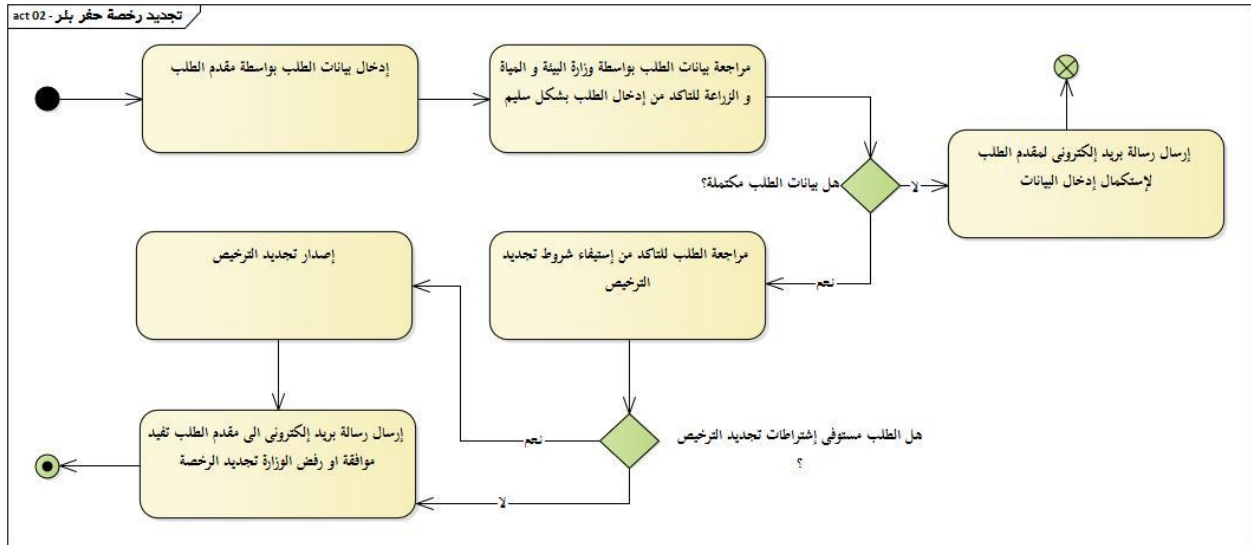 act 02 - تجديد رخصة حفر بئر
إدخال بيانات الطلب بواسطة مقدم الطلب
مراجعة بيانات الطلب بواسطة وزارة البيئة و المياة
و الزراعة للتاكد من إدخال الطلب بشكل سليم
هل بيانات الطلب مكتملة؟
لا
إرسال رسالة بريد إلكترونى لمقدم الطلب
لإستكمال إدخال البيانات
نعم
مراجعة الطلب للتاكد من إستيفاء شروط تجديد
الترخيص
إصدار تجديد الترخيص
هل الطلب مستوفى إشتراطات تجديد الترخيص
؟
نعم
لا
إرسال رسالة بريد إلكترونى الى مقدم الطلب تفيد
موافقة او رفض الوزارة تجديد الرخصة